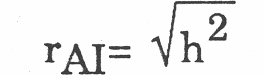 r_AI= √h²